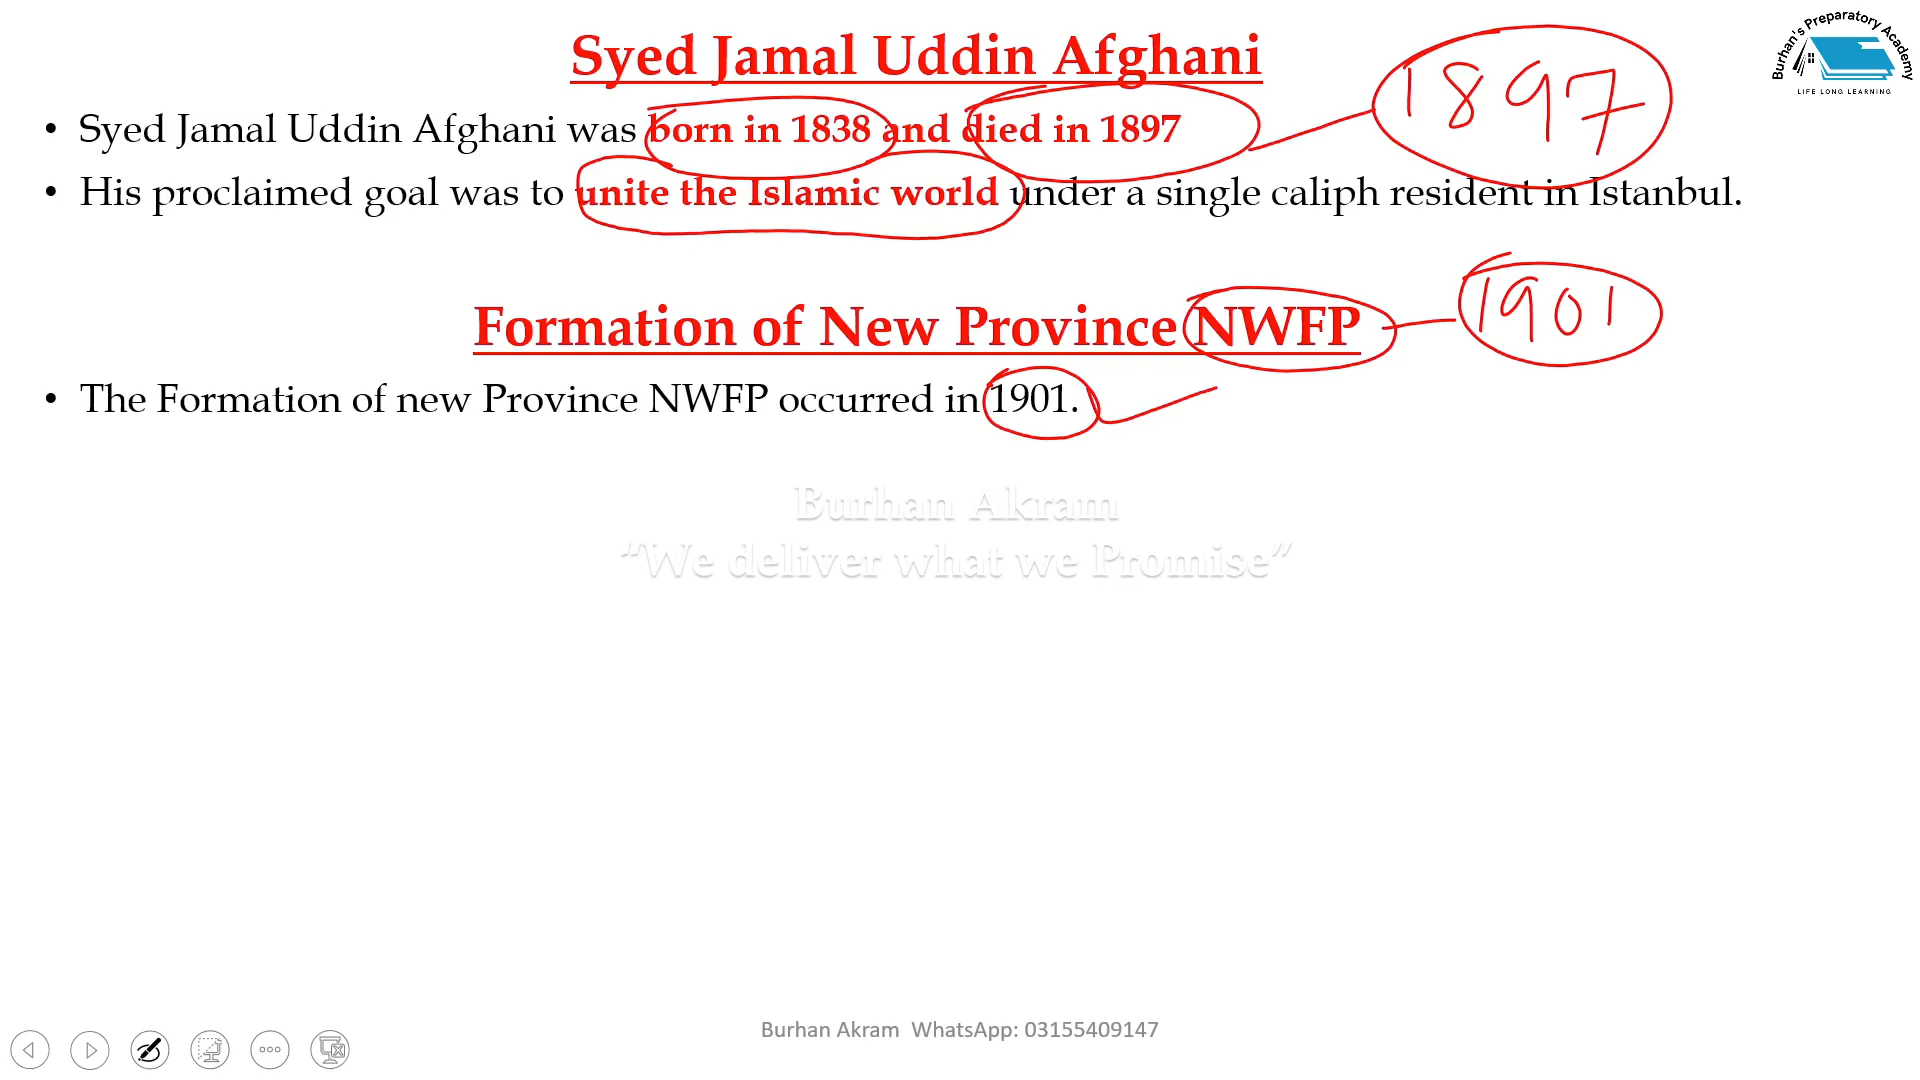 Syed Jamal Uddin Afghani
1897
Burhan's Preparatory Academy
LIFE LONG LEARNING
• Syed Jamal Uddin Afghani was born in 1838 and died in 1897
• His proclaimed goal was to unite the Islamic world under a single caliph resident in Istanbul.
Formation of New Province NWFP
1901
• The Formation of new Province NWFP occurred in 1901.
Burhan Akram
“We deliver what we Promise”
Burhan Akram WhatsApp: 03155409147